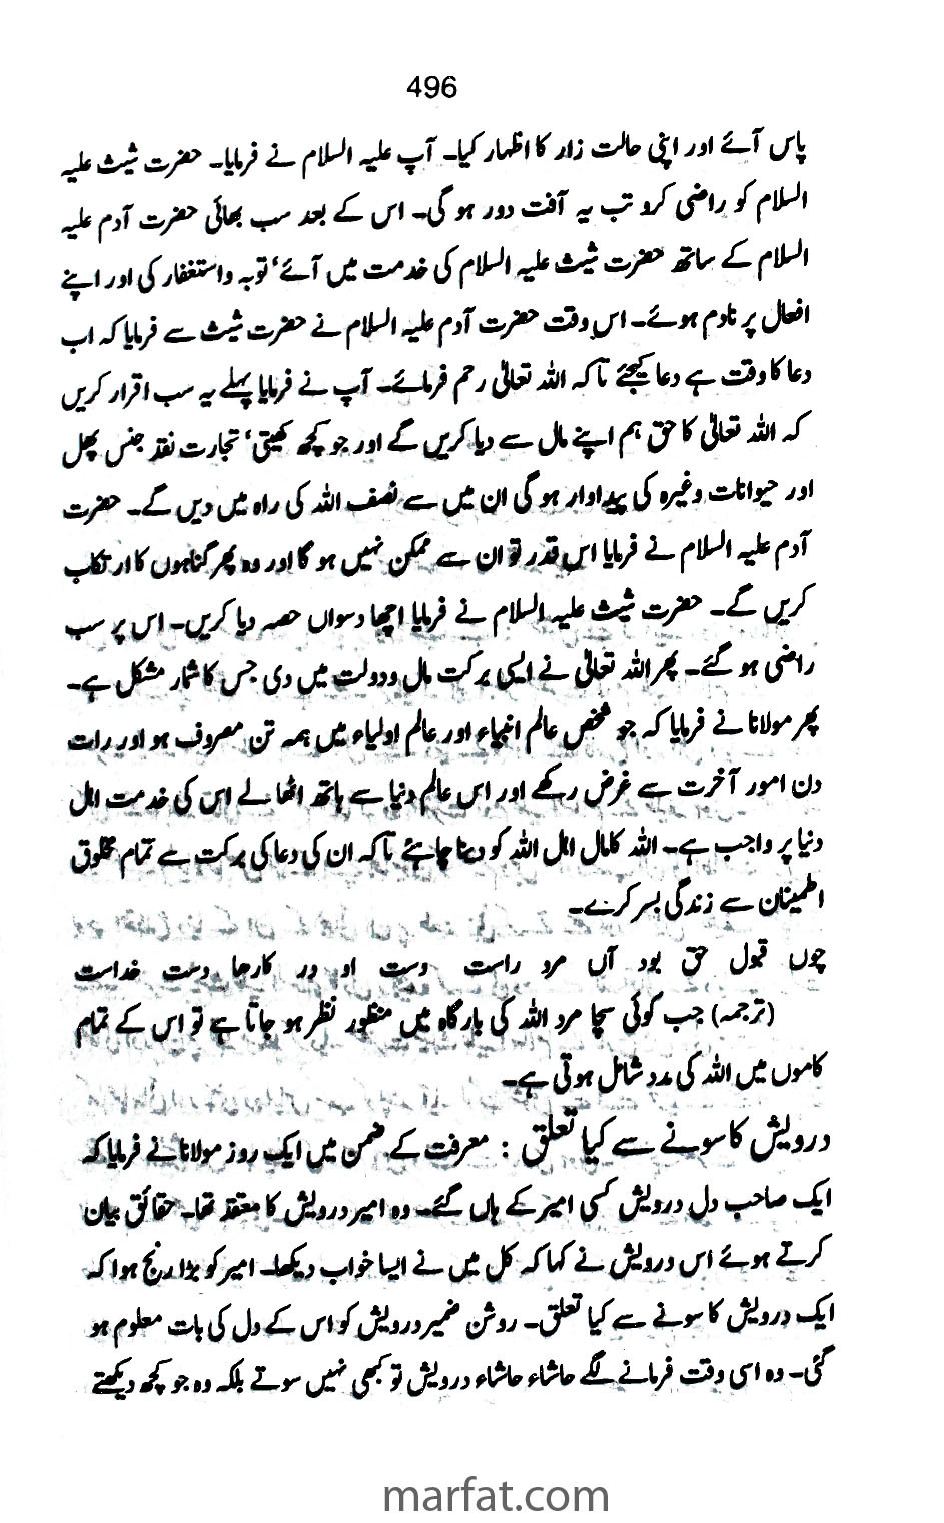 496
پاس آئے اور اپنی حالت زار کا اظہار کیا۔ آپ علیہ السلام نے فرمایا۔ حضرت شیث علیہ
السلام کو راضی کرو تب یہ آفت دور ہو گی۔ اس کے بعد سب بھائی حضرت آدم علیہ
السلام کے ساتھ حضرت شیث علیہ السلام کی خدمت میں آئے‘ توبہ و استغفار کی اور اپنے
افعال پر نادم ہوئے۔ اس وقت حضرت آدم علیہ السلام نے حضرت شیث سے فرمایا کہ اب
دعا کا وقت ہے دعا کیجئے تاکہ اللہ تعالیٰ رحم فرمائے۔ آپ نے فرمایا پہلے یہ سب اقرار کریں
کہ اللہ تعالیٰ کا حق ہم اپنے مال سے دیا کریں گے اور جو کچھ کھیتی‘ تجارت نقد جنس پھل
اور حیوانات وغیرہ کی پیداوار ہو گی ان میں سے نصف اللہ کی راہ میں دیں گے۔ حضرت
آدم علیہ السلام نے فرمایا اس قدر تو ان سے ممکن نہیں ہو گا اور وہ پھر گناہوں کا ارتکاب
کریں گے۔ حضرت شیث علیہ السلام نے فرمایا اچھا دسواں حصہ دیا کریں۔ اس پر سب
راضی ہو گئے۔ پھر اللہ تعالیٰ نے ایسی برکت مال و دولت میں دی جس کا شمار مشکل ہے۔
پھر مولانا نے فرمایا کہ جو شخص عالم انبیاء اور عالم اولیاء میں ہمہ تن مصروف ہو اور رات
دن امور آخرت سے غرض رکھے اور اس عالم دنیا سے ہاتھ اٹھا لے اس کی خدمت اہل
دنیا پر واجب ہے۔ اللہ کا مال اہل اللہ کو دینا چاہئے تاکہ ان کی دعا کی برکت سے تمام مخلوق
اطمینان سے زندگی بسر کرے۔
چوں قبول حق بود آں مرد راست دست او در کارہا دست خداست
(ترجمہ) جب کوئی سچا مرد اللہ کی بارگاہ میں منظور نظر ہو جاتا ہے تو اس کے تمام
کاموں میں اللہ کی مدد شامل ہوتی ہے۔
درویش کا سونے سے کیا تعلق : معرفت کے ضمن میں ایک روز مولانا نے فرمایا کہ
ایک صاحب دل درویش کسی امیر کے ہاں گئے۔ وہ امیر درویش کا معتقد تھا۔ حقائق بیان
کرتے ہوئے اس درویش نے کہا کہ کل میں نے ایسا خواب دیکھا۔ امیر کو بڑا رنج ہوا کہ
ایک درویش کا سونے سے کیا تعلق۔ روشن ضمیر درویش کو اس کے دل کی بات معلوم ہو
گئی۔ وہ اسی وقت فرمانے لگے حاشاء حاشاء درویش تو کبھی نہیں سوتے بلکہ وہ جو کچھ دیکھتے
marfat.com